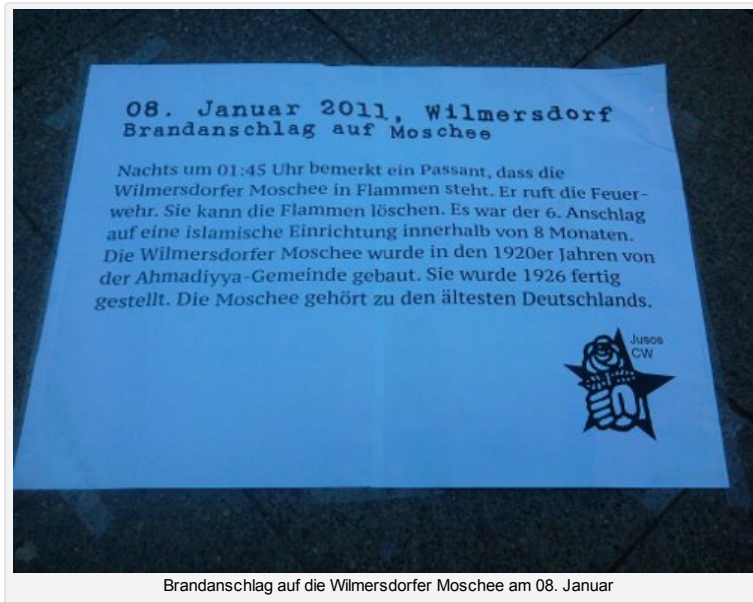 08. Januar 2011, Wilmersdorf
Brandanschlag auf Moschee
Nachts um 01:45 Uhr bemerkt ein Passant, dass die
Wilmersdorfer Moschee in Flammen steht. Er ruft die Feuer-
wehr. Sie kann die Flammen löschen. Es war der 6. Anschlag
auf eine islamische Einrichtung innerhalb von 8 Monaten.
Die Wilmersdorfer Moschee wurde in den 1920er Jahren von
der Ahmadiyya-Gemeinde gebaut. Sie wurde 1926 fertig
gestellt. Die Moschee gehört zu den ältesten Deutschlands.
Jusos
CW
Brandanschlag auf die Wilmersdorfer Moschee am 08. Januar